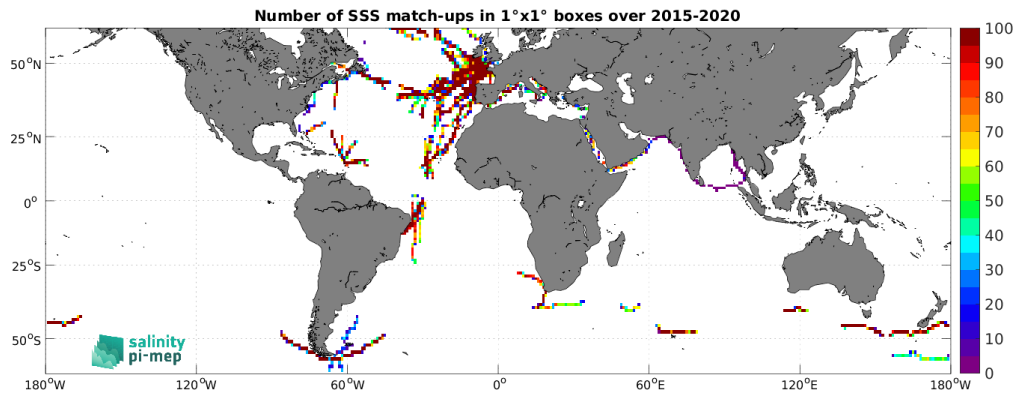 Number of SSS match-ups in 1°x1° boxes over 2015-2020
100
90
80
70
60
50
40
30
20
10
0
50°N
25°N
0°
25°S
50°S
salinity
pi-mep
180°W 120°W 60°W 0° 60°E 120°E 180°W